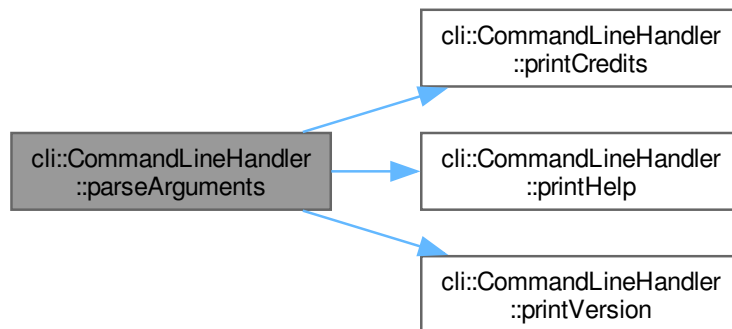 cli::CommandLineHandler
::parseArguments
cli::CommandLineHandler
::printCredits
cli::CommandLineHandler
::printHelp
cli::CommandLineHandler
::printVersion